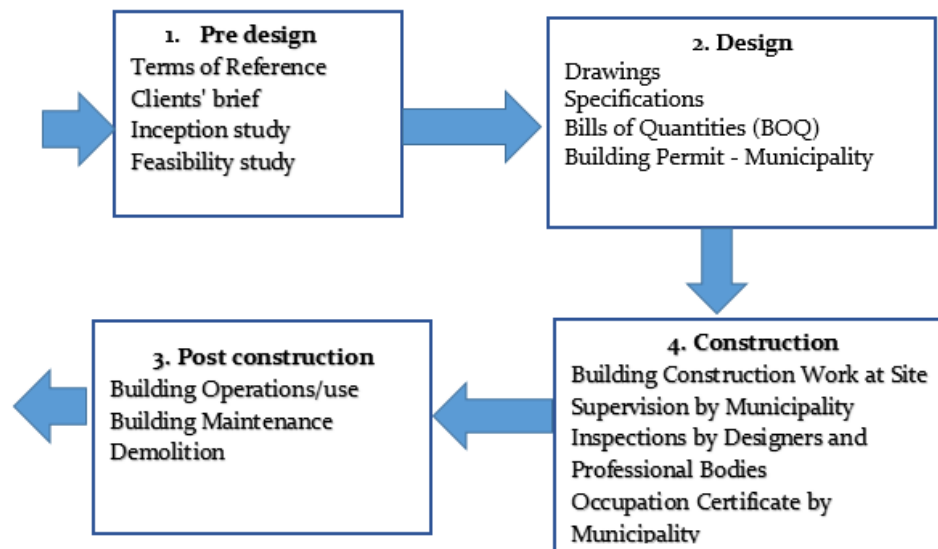 1. Pre design
Terms of Reference
Clients' brief
Inception study
Feasibility study
2. Design
Drawings
Specifications
Bills of Quantities (BOQ)
Building Permit - Municipality
3. Post construction
Building Operations/use
Building Maintenance
Demolition
4. Construction
Building Construction Work at Site
Supervision by Municipality
Inspections by Designers and
Professional Bodies
Occupation Certificate by
Municipality